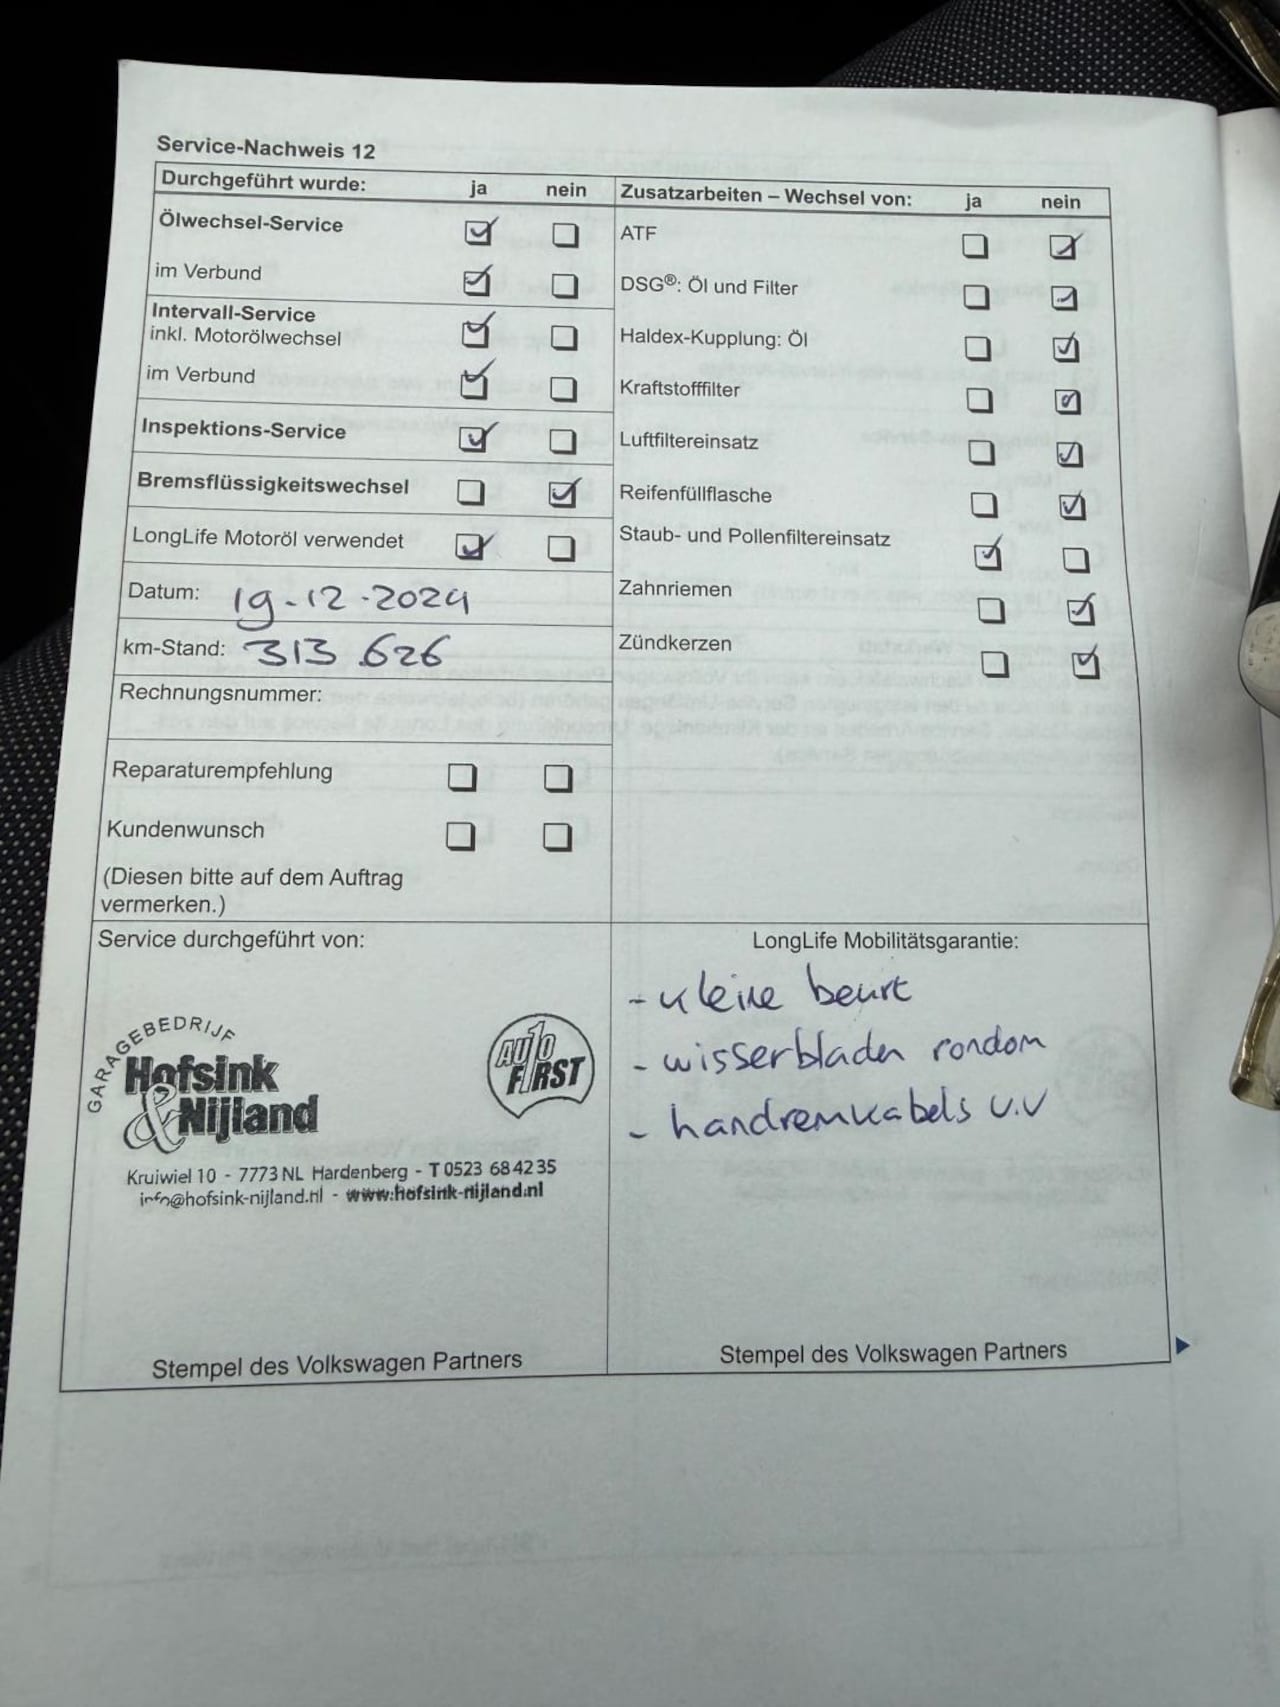 Service-Nachweis 12
Durchgeführt wurde: ja nein
Ölwechsel-Service
im Verbund
Intervall-Service
inkl. Motorölwechsel
im Verbund
Inspektions-Service
Bremsflüssigkeitswechsel
LongLife Motoröl verwendet
Datum: 19-12-2024
km-Stand: 313.626
Rechnungsnummer:
Reparaturempfehlung
Kundenwunsch
(Diesen bitte auf dem Auftrag
vermerken.)
Zusatzarbeiten – Wechsel von: ja nein
ATF
DSG®: Öl und Filter
Haldex-Kupplung: Öl
Kraftstofffilter
Luftfiltereinsatz
Reifenfüllflasche
Staub- und Pollenfiltereinsatz
Zahnriemen
Zündkerzen
Service durchgeführt von:
GARAGEBEDRIJF
Hofsink
&Nijland
AUTO
FIRST
Kruiwiel 10 - 7773 NL Hardenberg - T 0523 68 42 35
info@hofsink-nijland.nl - www.hofsink-nijland.nl
Stempel des Volkswagen Partners
LongLife Mobilitätsgarantie:
- kleine beurt
- wisserbladen rondom
- handremkabels v.v
Stempel des Volkswagen Partners